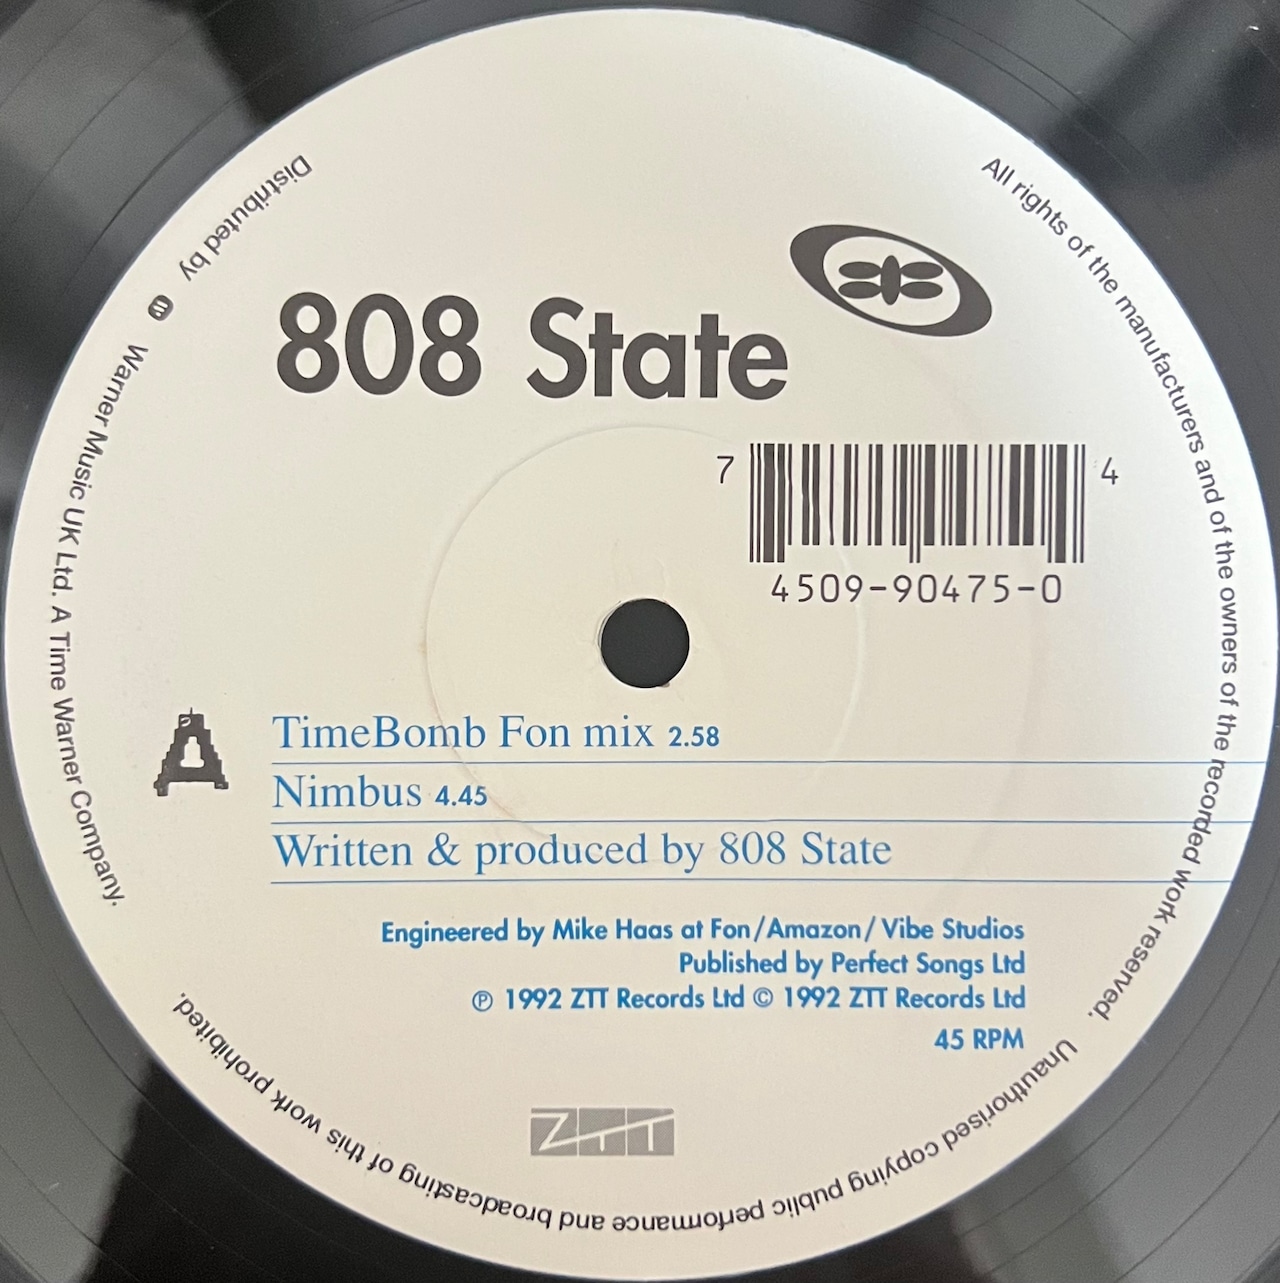 808 State
7 4
4509-90475-0
A
TimeBomb Fon mix 2.58
Nimbus 4.45
Written & produced by 808 State
Engineered by Mike Haas at Fon/Amazon/Vibe Studios
Published by Perfect Songs Ltd
℗ 1992 ZTT Records Ltd © 1992 ZTT Records Ltd
45 RPM
ZTT
All rights of the manufacturers and of the owners of the recorded work reserved.
Unauthorised copying public performance and broadcasting of this work prohibited.
Distributed by w Warner Music UK Ltd. A Time Warner Company.